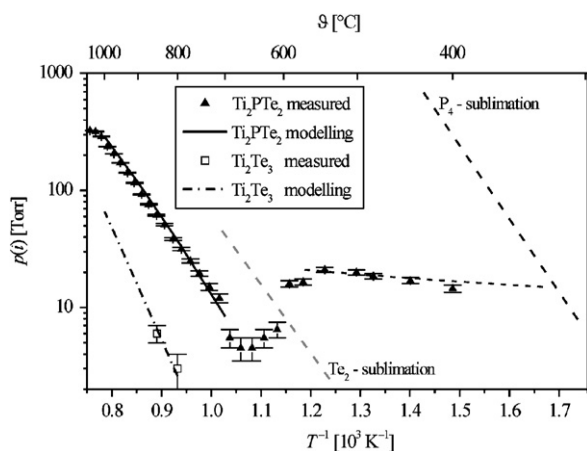 ϑ [°C]
1000 800 600 400
1000
100
10
p(i) [Torr]
Ti2PTe2 measured
Ti2PTe2 modelling
Ti2Te3 measured
Ti2Te3 modelling
P4 - sublimation
Te2 - sublimation
0.8 0.9 1.0 1.1 1.2 1.3 1.4 1.5 1.6 1.7
T⁻¹ [10³ K⁻¹]